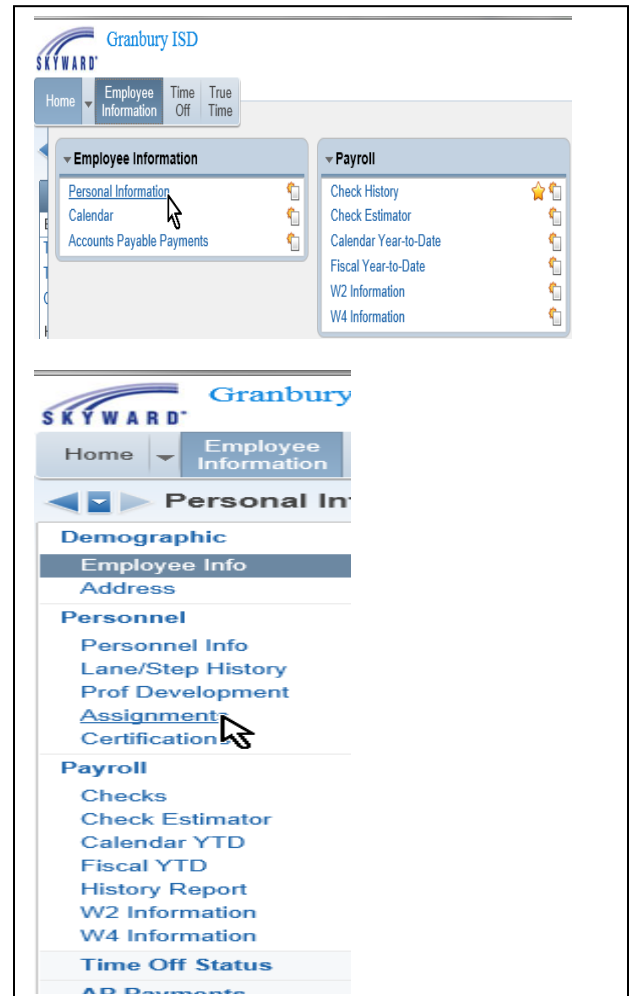 Granbury ISD
SKYWARD
Home
Employee Information
Time Off
True Time
Employee Information
Personal Information
Calendar
Accounts Payable Payments
Payroll
Check History
Check Estimator
Calendar Year-to-Date
Fiscal Year-to-Date
W2 Information
W4 Information
Granbury
SKYWARD
Home
Employee
Information
Personal In
Demographic
Employee Info
Address
Personnel
Personnel Info
Lane/Step History
Prof Development
Assignments
Certifications
Payroll
Checks
Check Estimator
Calendar YTD
Fiscal YTD
History Report
W2 Information
W4 Information
Time Off Status
AP Payments